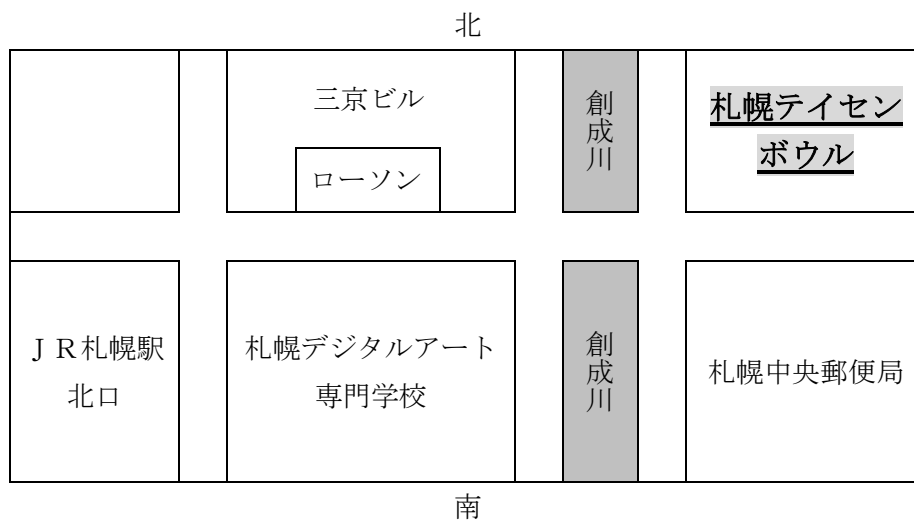 北
三京ビル
ローソン
創成川
札幌テイセン
ボウル
ＪＲ札幌駅
北口
札幌デジタルアート
専門学校
創成川
札幌中央郵便局
南